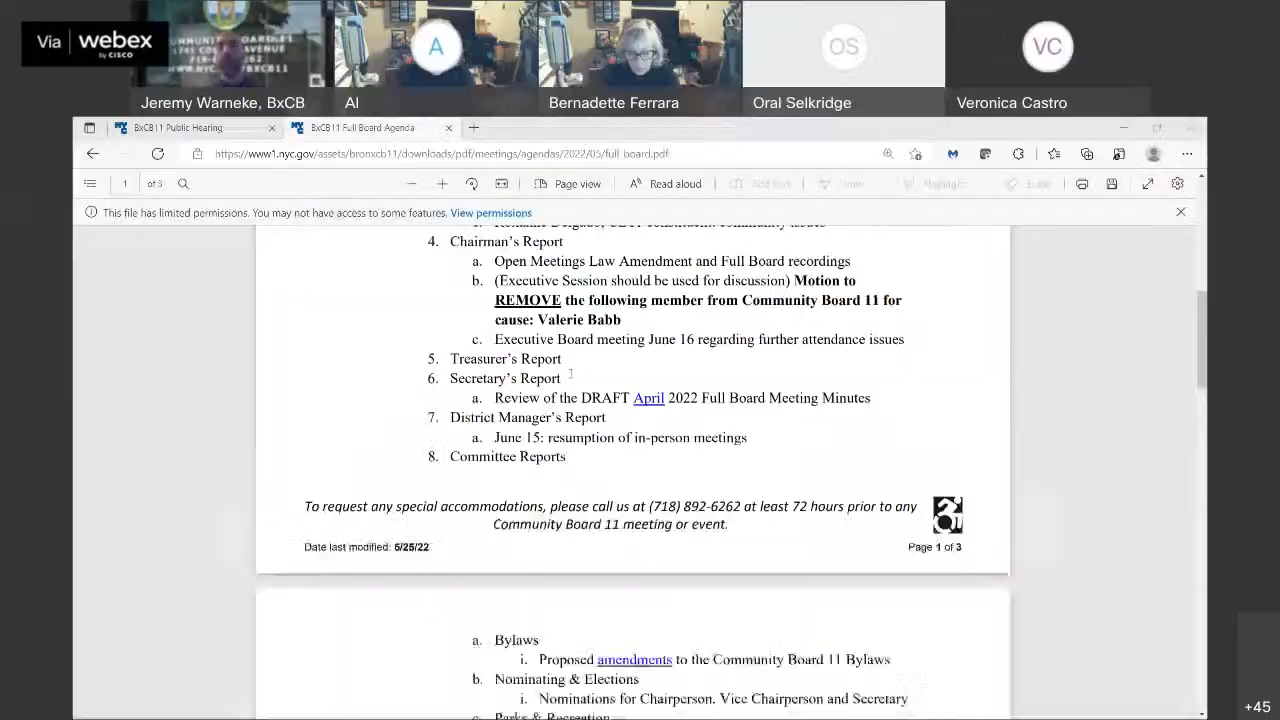 Via webex
by CISCO
A
OS
VC
Jeremy Warneke, BxCB
Al
Bernadette Ferrara
Oral Selkridge
Veronica Castro
BxCB11 Public Hearing
BxCB11 Full Board Agenda
https://www1.nyc.gov/assets/bronxcb11/downloads/pdf/meetings/agendas/2022/05/full_board.pdf
1 of 3
Page view
Read aloud
Add text
Draw
Highlight
Erase
This file has limited permissions. You may not have access to some features. View permissions
4. Chairman's Report
a. Open Meetings Law Amendment and Full Board recordings
b. (Executive Session should be used for discussion) Motion to
REMOVE the following member from Community Board 11 for
cause: Valerie Babb
c. Executive Board meeting June 16 regarding further attendance issues
5. Treasurer's Report
6. Secretary's Report
a. Review of the DRAFT April 2022 Full Board Meeting Minutes
7. District Manager's Report
a. June 15: resumption of in-person meetings
8. Committee Reports
To request any special accommodations, please call us at (718) 892-6262 at least 72 hours prior to any
Community Board 11 meeting or event.
Date last modified: 5/25/22
Page 1 of 3
a. Bylaws
i. Proposed amendments to the Community Board 11 Bylaws
b. Nominating & Elections
i. Nominations for Chairperson, Vice Chairperson and Secretary
c. Parks & Recreation
+45